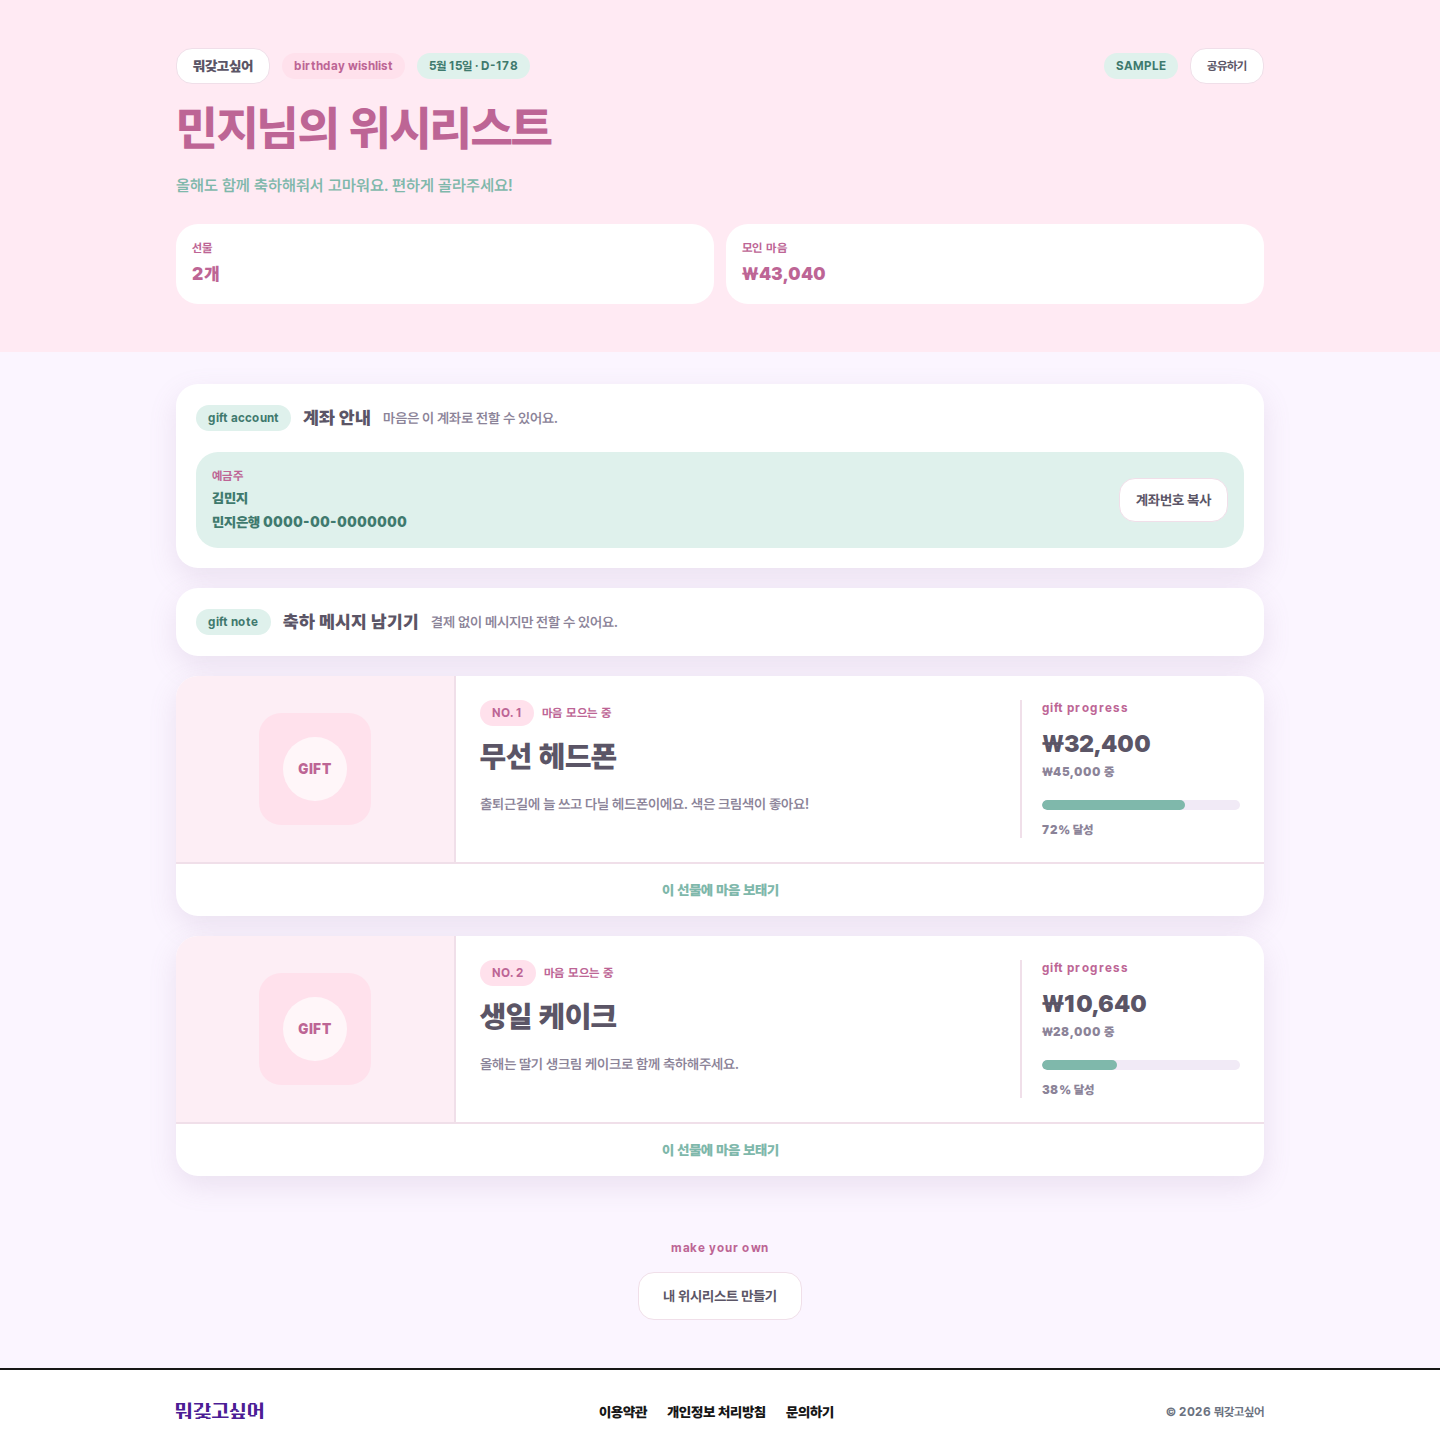 뭐갖고싶어 birthday wishlist 5월 15일 · D-178 SAMPLE 공유하기
민지님의 위시리스트
올해도 함께 축하해줘서 고마워요. 편하게 골라주세요!
선물
2개
모인 마음
₩43,040
gift account 계좌 안내 마음은 이 계좌로 전할 수 있어요.
예금주
김민지
민지은행 0000-00-0000000
계좌번호 복사
gift note 축하 메시지 남기기 결제 없이 메시지만 전할 수 있어요.
GIFT
NO. 1 마음 모으는 중
무선 헤드폰
출퇴근길에 늘 쓰고 다닐 헤드폰이에요. 색은 크림색이 좋아요!
gift progress
₩32,400
₩45,000 중
72% 달성
이 선물에 마음 보태기
GIFT
NO. 2 마음 모으는 중
생일 케이크
올해는 딸기 생크림 케이크로 함께 축하해주세요.
gift progress
₩10,640
₩28,000 중
38% 달성
이 선물에 마음 보태기
make your own
내 위시리스트 만들기
뭐갖고싶어 이용약관 개인정보 처리방침 문의하기 © 2026 뭐갖고싶어